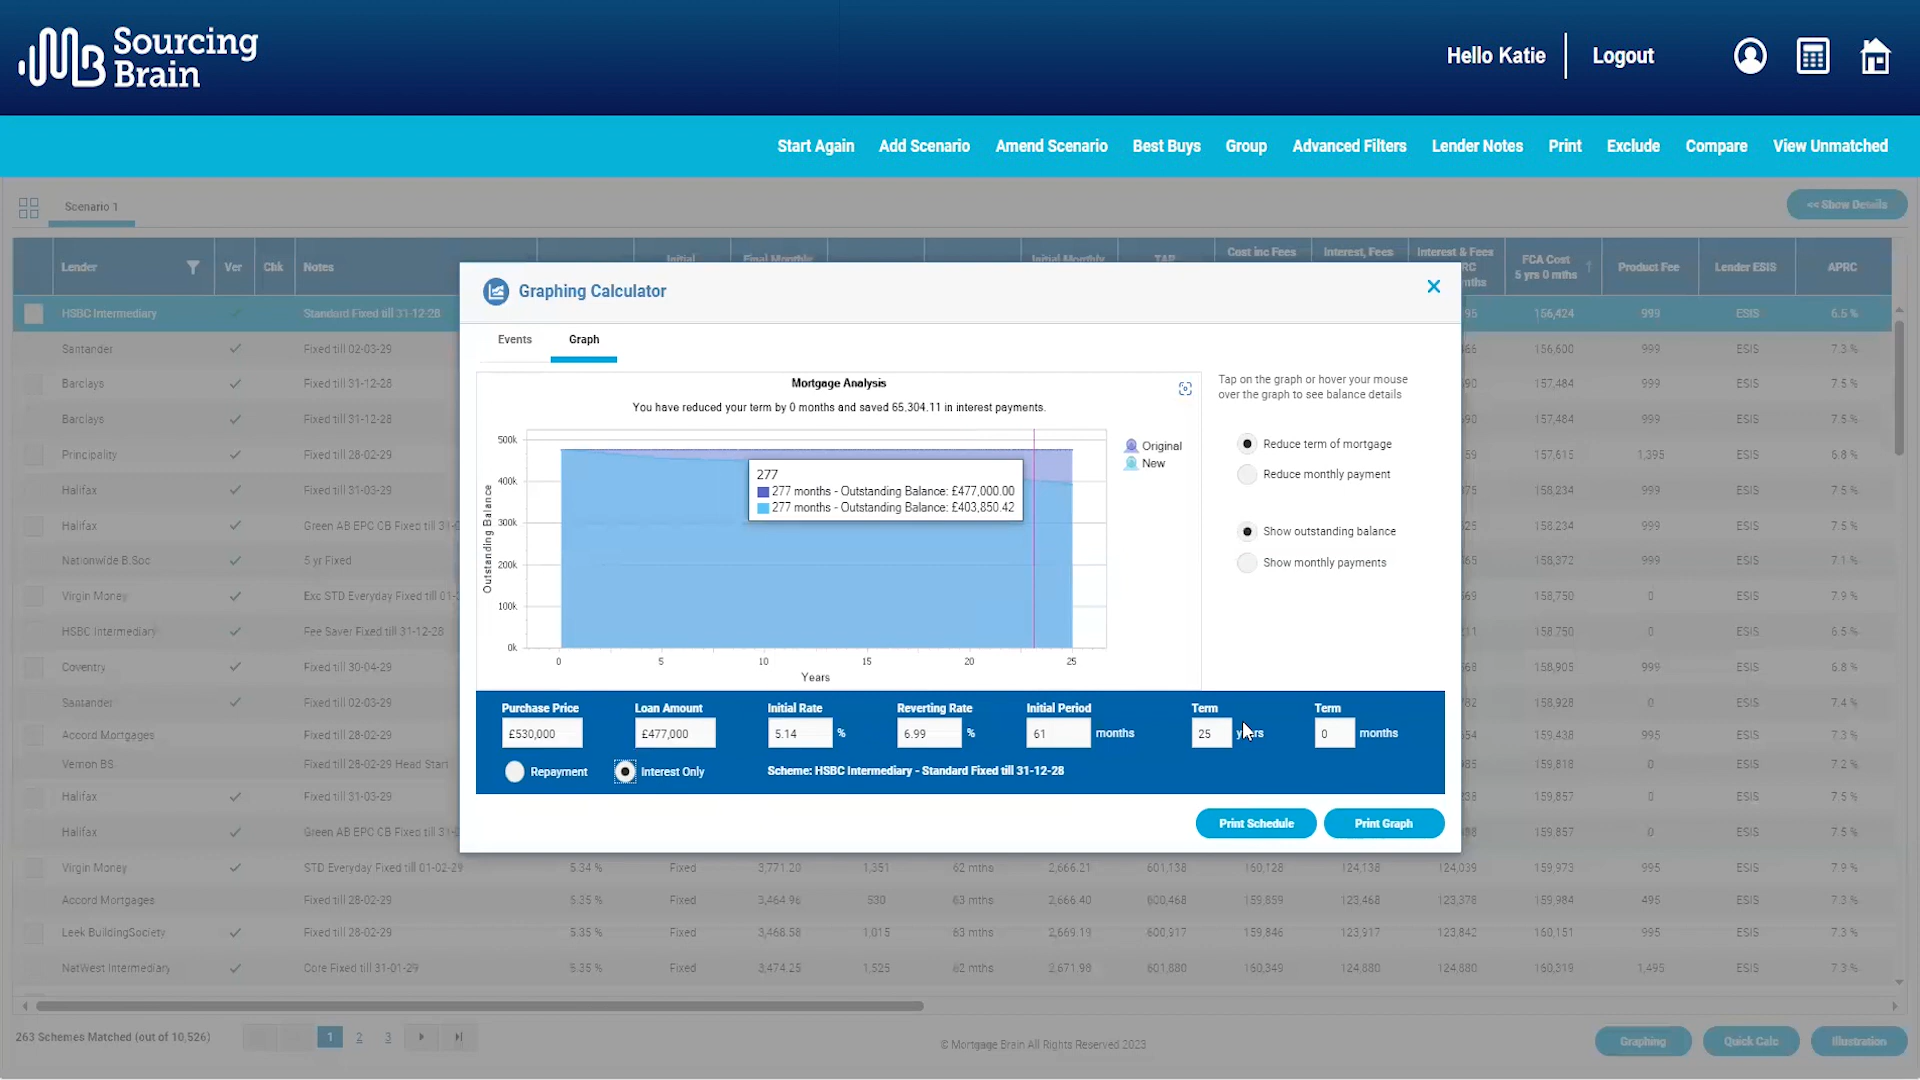 Sourcing
Brain
Hello Katie
Logout
Start Again Add Scenario Amend Scenario Best Buys Group Advanced Filters Lender Notes Print Exclude Compare View Unmatched
Scenario 1
<< Show Details
Lender Ver Chk Notes Initial Final Monthly Initial Monthly TAP Cost inc Fees Interest, Fees Interest & Fees FCA Cost 5 yrs 0 mths Product Fee Lender ESIS APRC
HSBC Intermediary Standard Fixed till 31-12-28 156,424 999 ESIS 6.5 %
Santander Fixed till 02-03-29 156,600 999 ESIS 7.3 %
Barclays Fixed till 31-12-28 157,484 999 ESIS 7.5 %
Barclays Fixed till 31-12-28 157,484 999 ESIS 7.5 %
Principality Fixed till 28-02-29 157,615 1,395 ESIS 6.8 %
Halifax Fixed till 31-03-29 158,234 999 ESIS 7.5 %
Halifax Green AB EPC CB Fixed till 158,234 999 ESIS 7.5 %
Nationwide B.Soc 5 yr Fixed 158,372 999 ESIS 7.1 %
Virgin Money Exc STD Everyday Fixed till 158,750 0 ESIS 7.9 %
HSBC Intermediary Fee Saver Fixed till 31-12-28 158,750 0 ESIS 6.5 %
Coventry Fixed till 30-04-29 158,905 999 ESIS 6.8 %
Santander Fixed till 02-03-29 158,928 0 ESIS 7.4 %
Accord Mortgages Fixed till 28-02-29 159,438 995 ESIS 7.3 %
Vernon BS Fixed till 28-02-29 Head Start 159,818 0 ESIS 7.2 %
Halifax Fixed till 31-03-29 159,857 0 ESIS 7.5 %
Halifax Green AB EPC CB Fixed till 159,857 0 ESIS 7.5 %
Virgin Money STD Everyday Fixed till 01-02-29 5.34 % Fixed 3,771.20 1,351 62 mths 2,666.21 601,138 160,128 124,138 124,039 159,973 995 ESIS 7.9 %
Accord Mortgages Fixed till 28-02-29 5.35 % Fixed 3,464.96 530 63 mths 2,666.40 600,468 159,859 123,468 123,378 159,984 495 ESIS 7.3 %
Leek BuildingSociety Fixed till 28-02-29 5.35 % Fixed 3,468.58 1,015 63 mths 2,669.19 600,917 159,846 123,917 123,842 160,151 995 ESIS 7.3 %
NatWest Intermediary Core Fixed till 31-01-29 5.35 % Fixed 3,474.25 1,525 62 mths 2,671.98 601,880 160,349 124,880 124,880 160,319 1,495 ESIS 7.3 %
Graphing Calculator
Events Graph
Mortgage Analysis
You have reduced your term by 0 months and saved 65,304.11 in interest payments.
Outstanding Balance
500k
400k
300k
200k
100k
0k
0 5 10 15 20 25
Years
277
277 months - Outstanding Balance: £477,000.00
277 months - Outstanding Balance: £403,850.42
Original
New
Tap on the graph or hover your mouse
over the graph to see balance details
Reduce term of mortgage
Reduce monthly payment
Show outstanding balance
Show monthly payments
Purchase Price Loan Amount Initial Rate Reverting Rate Initial Period Term Term
£530,000 £477,000 5.14 % 6.99 % 61 months 25 years 0 months
Repayment Interest Only Scheme: HSBC Intermediary - Standard Fixed till 31-12-28
Print Schedule Print Graph
263 Schemes Matched (out of 10,526)
1 2 3
© Mortgage Brain All Rights Reserved 2023
Graphing Quick Calc Illustration